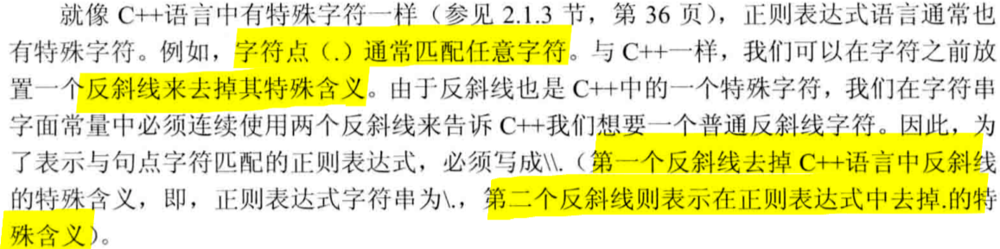 就像 C++语言中有特殊字符一样（参见 2.1.3 节，第 36 页），正则表达式语言通常也
有特殊字符。例如，字符点（.）通常匹配任意字符。与 C++一样，我们可以在字符之前放
置一个反斜线来去掉其特殊含义。由于反斜线也是 C++中的一个特殊字符，我们在字符串
字面常量中必须连续使用两个反斜线来告诉 C++我们想要一个普通反斜线字符。因此，为
了表示与句点字符匹配的正则表达式，必须写成\\.（第一个反斜线去掉 C++语言中反斜线
的特殊含义，即，正则表达式字符串为\.，第二个反斜线则表示在正则表达式中去掉.的特
殊含义）。